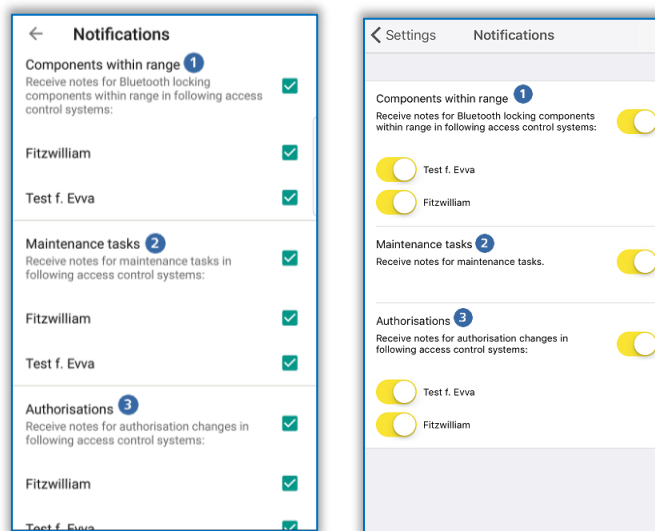 Notifications
Components within range 1
Receive notes for Bluetooth locking
components within range in following access
control systems:
Fitzwilliam
Test f. Evva
Maintenance tasks 2
Receive notes for maintenance tasks in
following access control systems:
Fitzwilliam
Test f. Evva
Authorisations 3
Receive notes for authorisation changes in
following access control systems:
Fitzwilliam
Test f. Evva
Settings Notifications
Components within range 1
Receive notes for Bluetooth locking components
within range in following access control systems:
Test f. Evva
Fitzwilliam
Maintenance tasks 2
Receive notes for maintenance tasks.
Authorisations 3
Receive notes for authorisation changes in
following access control systems:
Test f. Evva
Fitzwilliam